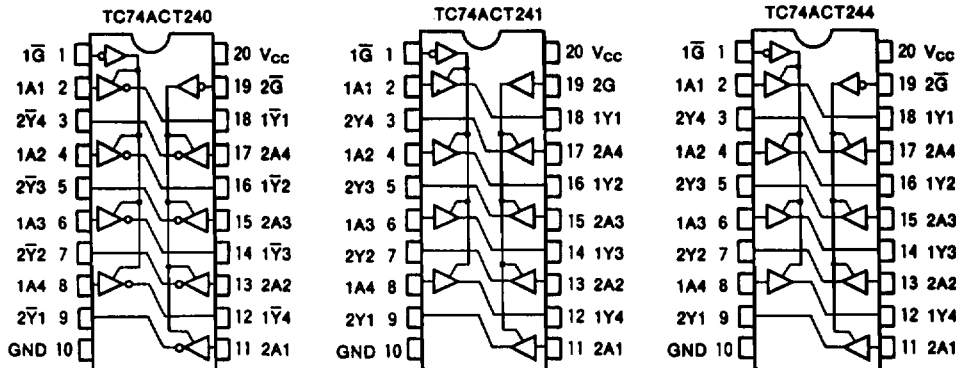 TC74ACT240
1G̅ 1
1A1 2
2Y̅4 3
1A2 4
2Y̅3 5
1A3 6
2Y̅2 7
1A4 8
2Y̅1 9
GND 10
20 Vcc
19 2G̅
18 1Y̅1
17 2A4
16 1Y̅2
15 2A3
14 1Y̅3
13 2A2
12 1Y̅4
11 2A1
TC74ACT241
1G̅ 1
1A1 2
2Y4 3
1A2 4
2Y3 5
1A3 6
2Y2 7
1A4 8
2Y1 9
GND 10
20 Vcc
19 2G
18 1Y1
17 2A4
16 1Y2
15 2A3
14 1Y3
13 2A2
12 1Y4
11 2A1
TC74ACT244
1G̅ 1
1A1 2
2Y4 3
1A2 4
2Y3 5
1A3 6
2Y2 7
1A4 8
2Y1 9
GND 10
20 Vcc
19 2G̅
18 1Y1
17 2A4
16 1Y2
15 2A3
14 1Y3
13 2A2
12 1Y4
11 2A1